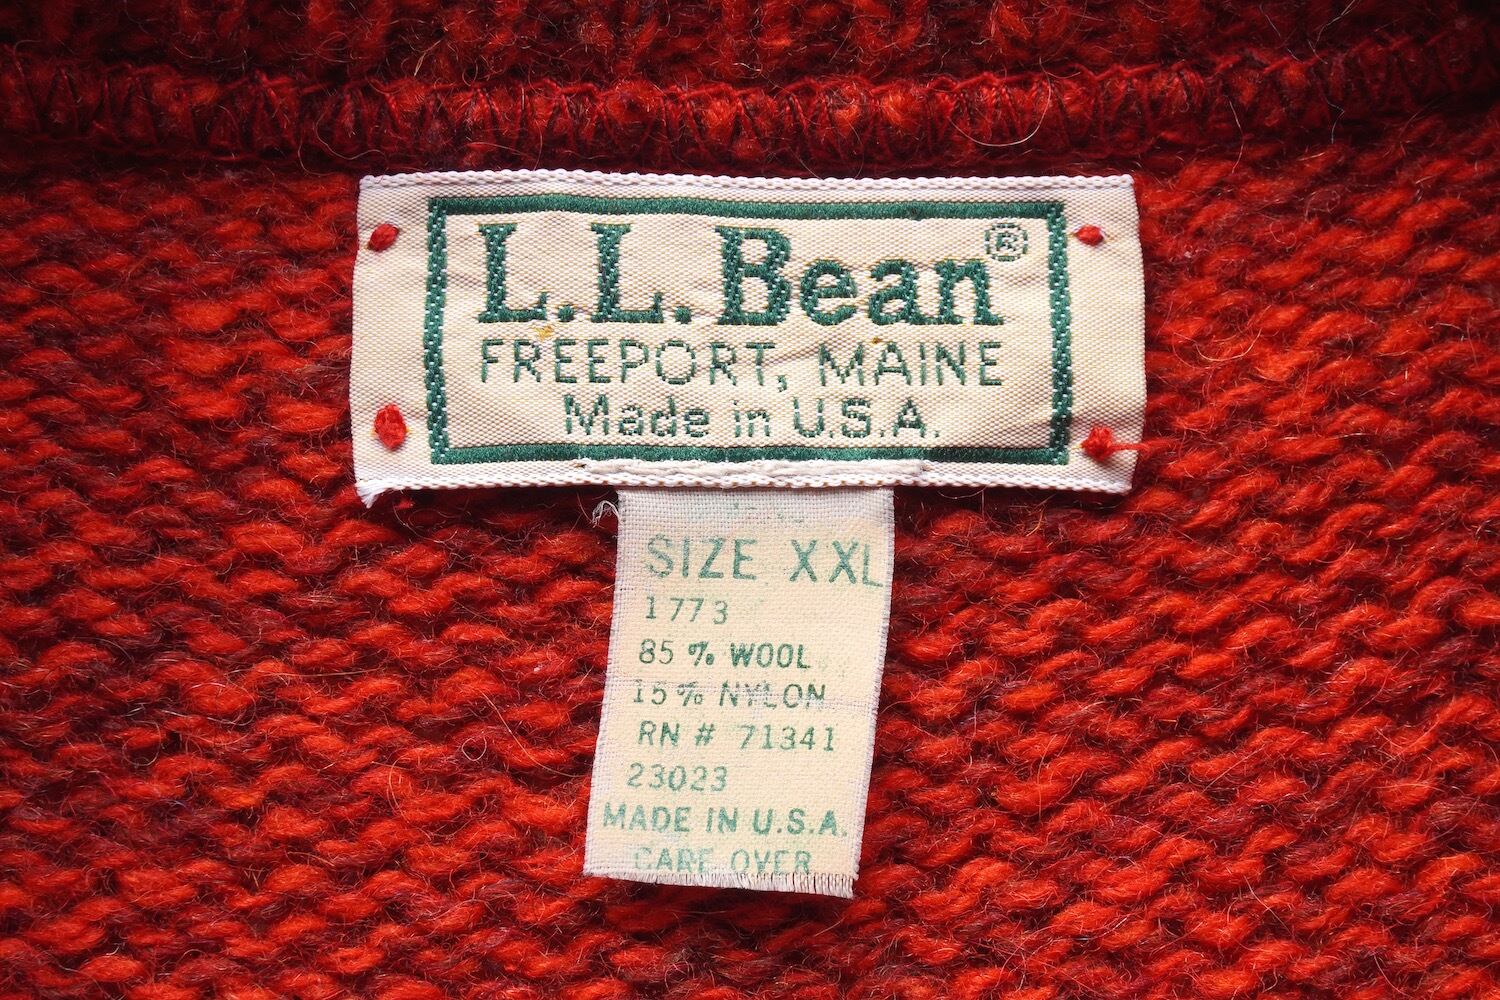 L.L.Bean®
FREEPORT, MAINE
Made in U.S.A.
SIZE XXL
1773
85% WOOL
15% NYLON
RN # 71341
23023
MADE IN U.S.A.
CARE OVER